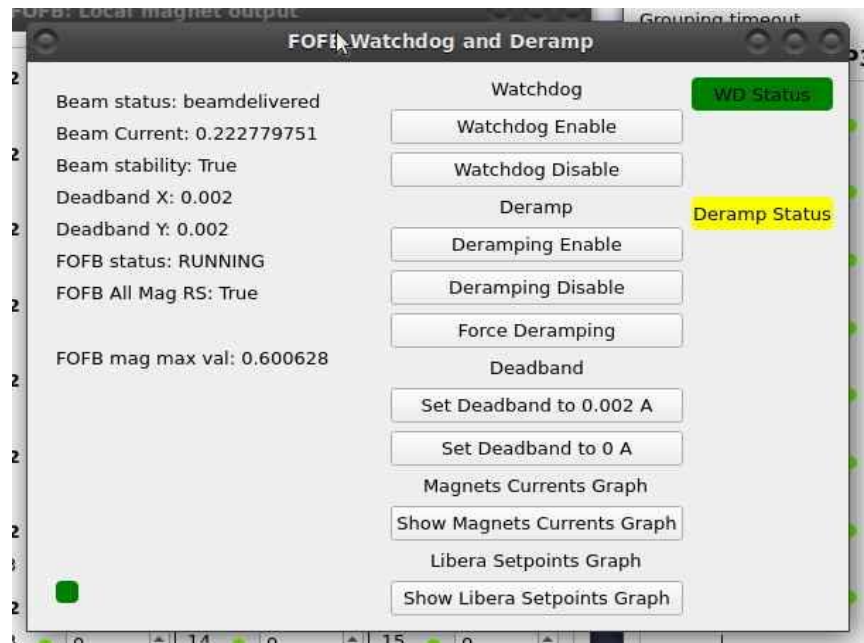 FOFB: Local magnet output
Grouping timeout
FOFB Watchdog and Deramp
Beam status: beamdelivered
Beam Current: 0.222779751
Beam stability: True
Deadband X: 0.002
Deadband Y: 0.002
FOFB status: RUNNING
FOFB All Mag RS: True
FOFB mag max val: 0.600628
Watchdog
Watchdog Enable
Watchdog Disable
Deramp
Deramping Enable
Deramping Disable
Force Deramping
Deadband
Set Deadband to 0.002 A
Set Deadband to 0 A
Magnets Currents Graph
Show Magnets Currents Graph
Libera Setpoints Graph
Show Libera Setpoints Graph
WD Status
Deramp Status
14
15